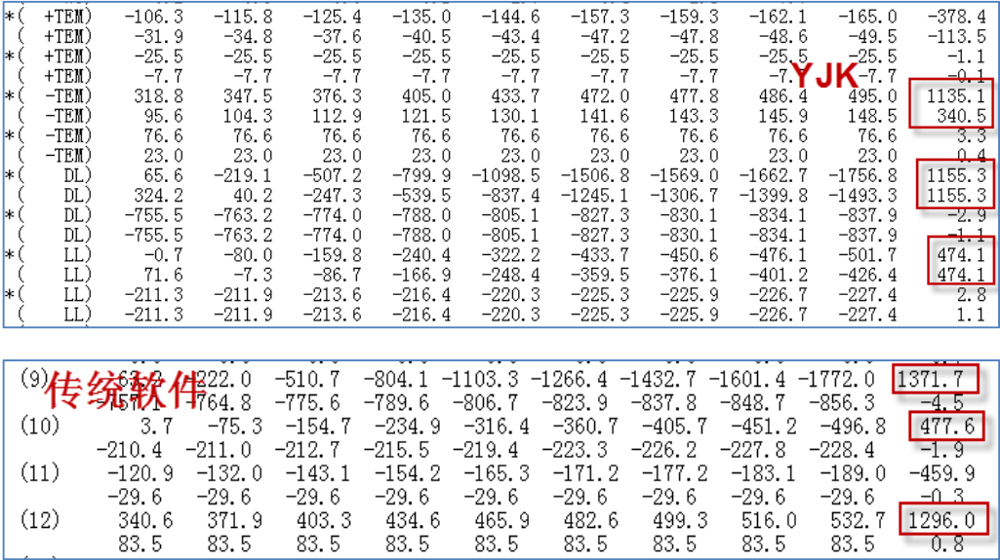 *( +TEM) -106.3 -115.8 -125.4 -135.0 -144.6 -157.3 -159.3 -162.1 -165.0 -378.4
( +TEM) -31.9 -34.8 -37.6 -40.5 -43.4 -47.2 -47.8 -48.6 -49.5 -113.5
*( +TEM) -25.5 -25.5 -25.5 -25.5 -25.5 -25.5 -25.5 -25.5 -25.5 -1.1
( +TEM) -7.7 -7.7 -7.7 -7.7 -7.7 -7.7 -7.7 -7.7 -0.1
YJK
*( -TEM) 318.8 347.5 376.3 405.0 433.7 472.0 477.8 486.4 495.0 1135.1
( -TEM) 95.6 104.3 112.9 121.5 130.1 141.6 143.3 145.9 148.5 340.5
*( -TEM) 76.6 76.6 76.6 76.6 76.6 76.6 76.6 76.6 76.6 3.3
( -TEM) 23.0 23.0 23.0 23.0 23.0 23.0 23.0 23.0 23.0 0.4
*( DL) 65.6 -219.1 -507.2 -799.9 -1098.5 -1506.8 -1569.0 -1662.7 -1756.8 1155.3
( DL) 324.2 40.2 -247.3 -539.5 -837.4 -1245.1 -1306.7 -1399.8 -1493.3 1155.3
*( DL) -755.5 -763.2 -774.0 -788.0 -805.1 -827.3 -830.1 -834.1 -837.9 -2.9
( DL) -755.5 -763.2 -774.0 -788.0 -805.1 -827.3 -830.1 -834.1 -837.9 -1.1
*( LL) -0.7 -80.0 -159.8 -240.4 -322.2 -433.7 -450.6 -476.1 -501.7 474.1
( LL) 71.6 -7.3 -86.7 -166.9 -248.4 -359.5 -376.1 -401.2 -426.4 474.1
*( LL) -211.3 -211.9 -213.6 -216.4 -220.3 -225.3 -225.9 -226.7 -227.4 2.8
( LL) -211.3 -211.9 -213.6 -216.4 -220.3 -225.3 -225.9 -226.7 -227.4 1.1
(9) -222.0 -510.7 -804.1 -1103.3 -1266.4 -1432.7 -1601.4 -1772.0 1371.7
传统软件
-764.8 -775.6 -789.6 -806.7 -823.9 -837.8 -848.7 -856.3 -4.5
(10) 3.7 -75.3 -154.7 -234.9 -316.4 -360.7 -405.7 -451.2 -496.8 477.6
-210.4 -211.0 -212.7 -215.5 -219.4 -223.3 -226.2 -227.8 -228.4 -1.9
(11) -120.9 -132.0 -143.1 -154.2 -165.3 -171.2 -177.2 -183.1 -189.0 -459.9
-29.6 -29.6 -29.6 -29.6 -29.6 -29.6 -29.6 -29.6 -29.6 -0.3
(12) 340.6 371.9 403.3 434.6 465.9 482.6 499.3 516.0 532.7 1296.0
83.5 83.5 83.5 83.5 83.5 83.5 83.5 83.5 83.5 0.8